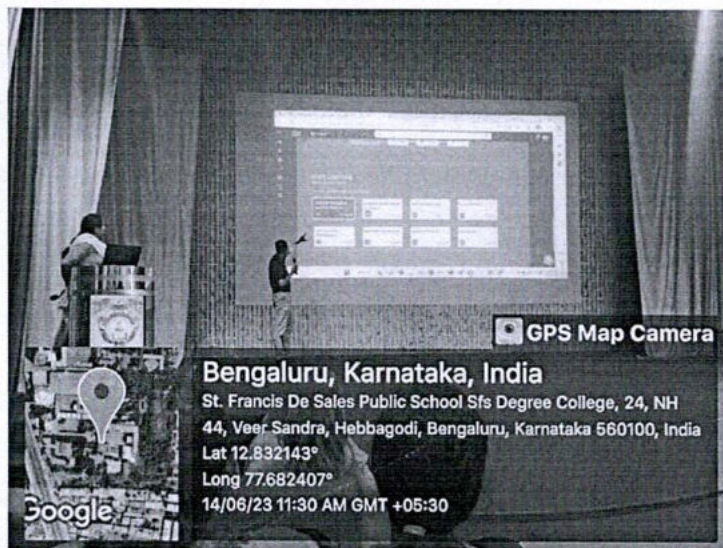 GPS Map Camera
Bengaluru, Karnataka, India
St. Francis De Sales Public School Sfs Degree College, 24, NH
44, Veer Sandra, Hebbagodi, Bengaluru, Karnataka 560100, India
Lat 12.832143°
Long 77.682407°
14/06/23 11:30 AM GMT +05:30
Google